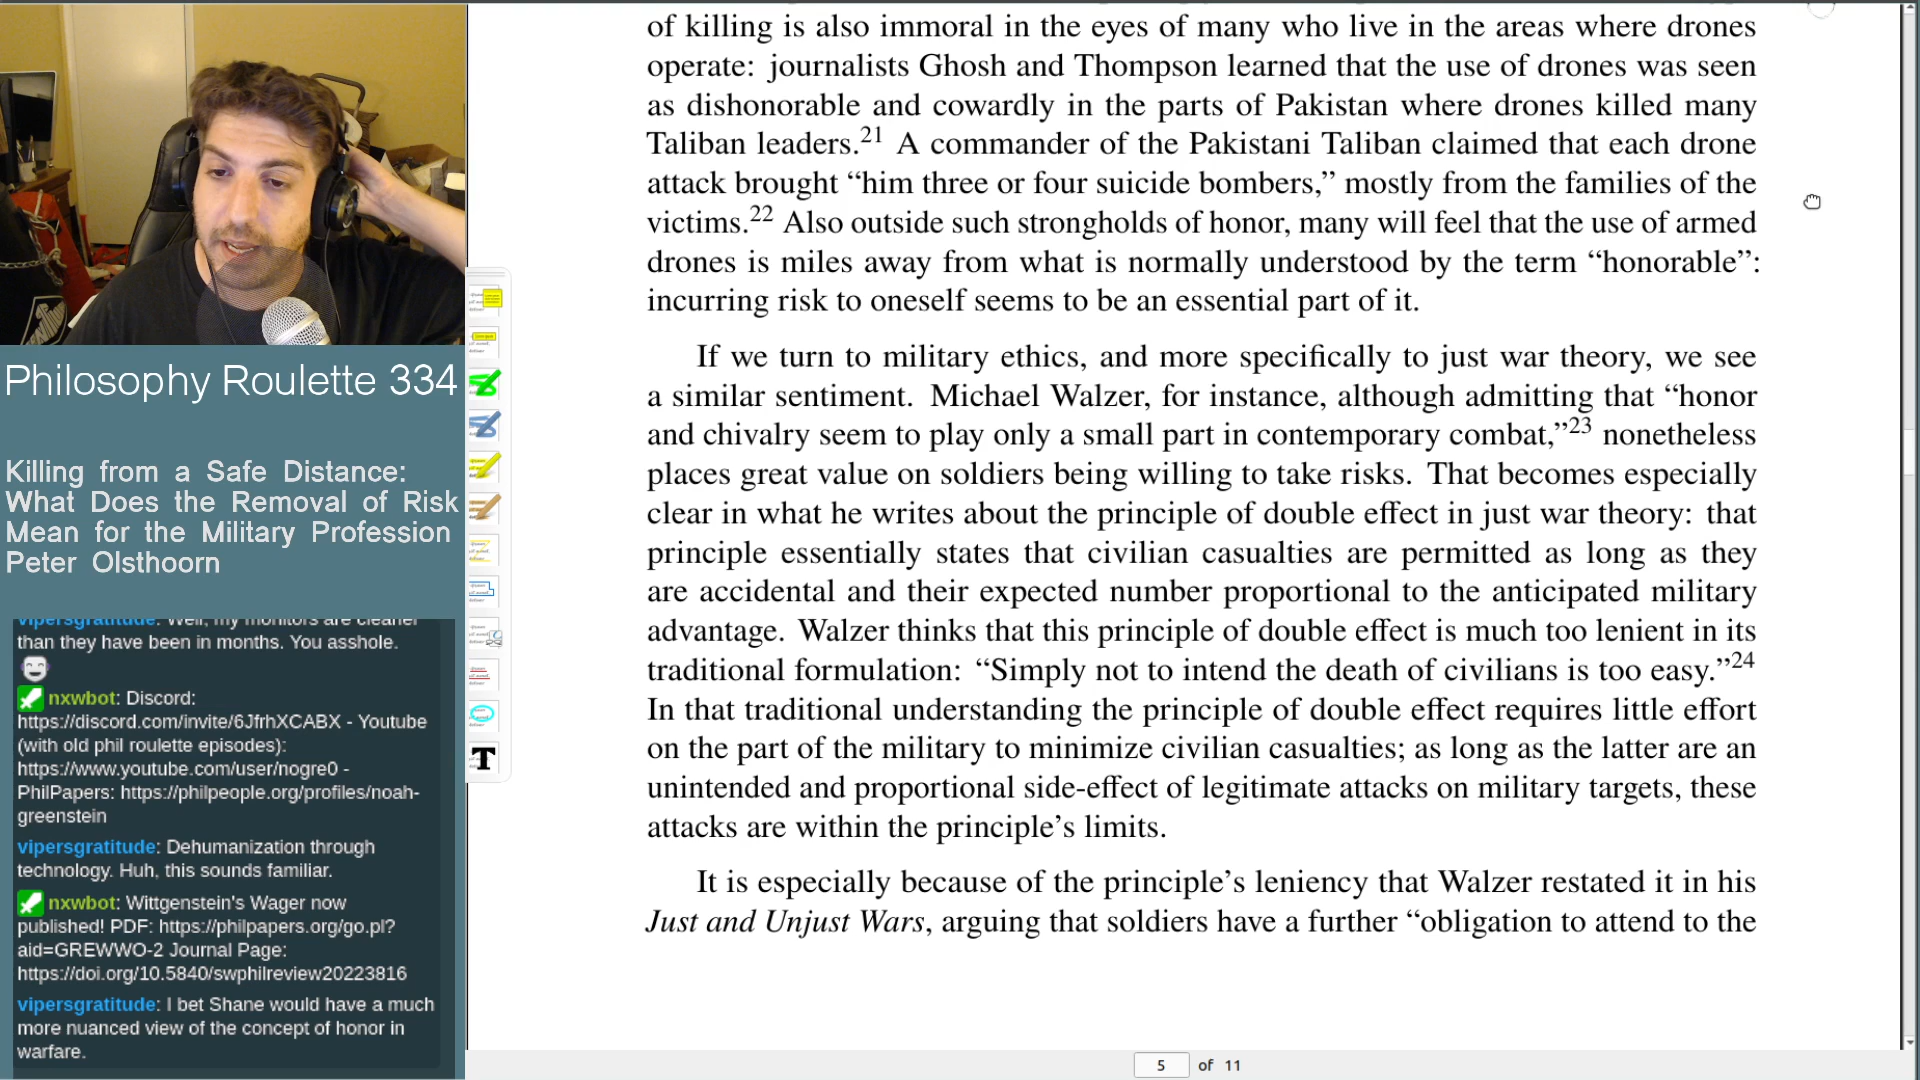 of killing is also immoral in the eyes of many who live in the areas where drones
operate: journalists Ghosh and Thompson learned that the use of drones was seen
as dishonorable and cowardly in the parts of Pakistan where drones killed many
Taliban leaders.21 A commander of the Pakistani Taliban claimed that each drone
attack brought “him three or four suicide bombers,” mostly from the families of the
victims.22 Also outside such strongholds of honor, many will feel that the use of armed
drones is miles away from what is normally understood by the term “honorable”:
incurring risk to oneself seems to be an essential part of it.
If we turn to military ethics, and more specifically to just war theory, we see
a similar sentiment. Michael Walzer, for instance, although admitting that “honor
and chivalry seem to play only a small part in contemporary combat,”23 nonetheless
places great value on soldiers being willing to take risks. That becomes especially
clear in what he writes about the principle of double effect in just war theory: that
principle essentially states that civilian casualties are permitted as long as they
are accidental and their expected number proportional to the anticipated military
advantage. Walzer thinks that this principle of double effect is much too lenient in its
traditional formulation: “Simply not to intend the death of civilians is too easy.”24
In that traditional understanding the principle of double effect requires little effort
on the part of the military to minimize civilian casualties; as long as the latter are an
unintended and proportional side-effect of legitimate attacks on military targets, these
attacks are within the principle’s limits.
It is especially because of the principle’s leniency that Walzer restated it in his
Just and Unjust Wars, arguing that soldiers have a further “obligation to attend to the
5 of 11
Philosophy Roulette 334
Killing from a Safe Distance:
What Does the Removal of Risk
Mean for the Military Profession
Peter Olsthoorn
vipersgratitude: Well, my monitors are cleaner
than they have been in months. You asshole.
nxwbot: Discord:
https://discord.com/invite/6JfrhXCABX - Youtube
(with old phil roulette episodes):
https://www.youtube.com/user/nogre0 -
PhilPapers: https://philpeople.org/profiles/noah-
greenstein
vipersgratitude: Dehumanization through
technology. Huh, this sounds familiar.
nxwbot: Wittgenstein's Wager now
published! PDF: https://philpapers.org/go.pl?
aid=GREWWO-2 Journal Page:
https://doi.org/10.5840/swphilreview20223816
vipersgratitude: I bet Shane would have a much
more nuanced view of the concept of honor in
warfare.
T